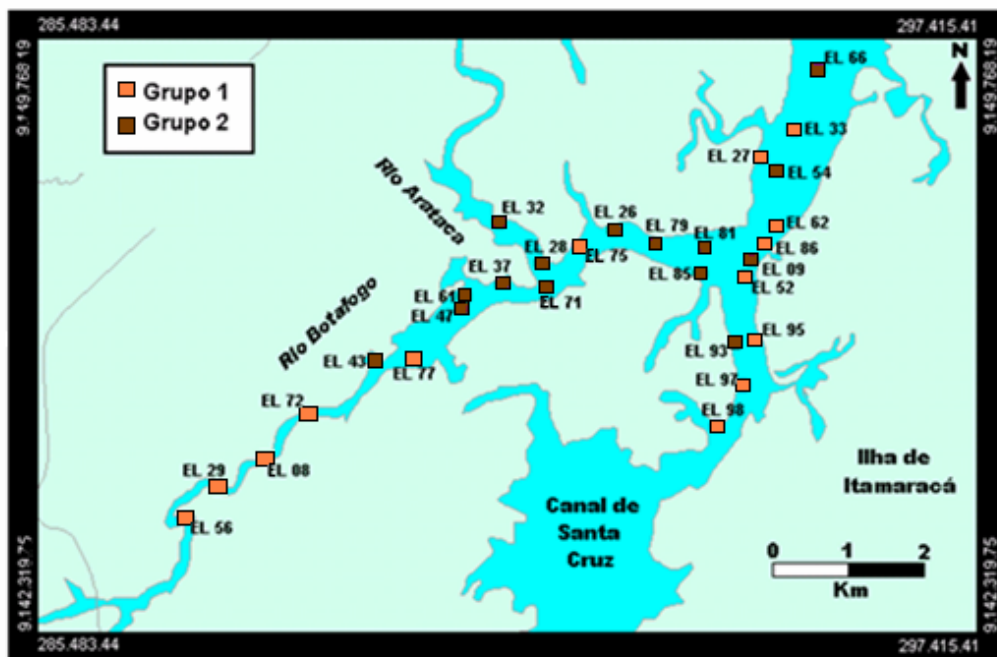 285.483.44
297.415.41
9.149.768.19
9.149.768.19
N
Grupo 1
Grupo 2
EL 66
EL 33
EL 27
EL 54
Rio Arataca
EL 32
EL 26
EL 79
EL 81
EL 62
EL 86
EL 28
EL 75
EL 09
EL 37
EL 85
EL 52
Rio Botafogo
EL 61
EL 71
EL 47
EL 95
EL 43
EL 93
EL 77
EL 97
EL 72
EL 98
EL 29
EL 08
Ilha de
Itamaracá
EL 56
Canal de
Santa
Cruz
0 1 2
Km
9.142.319.75
9.142.319.75
285.483.44
297.415.41